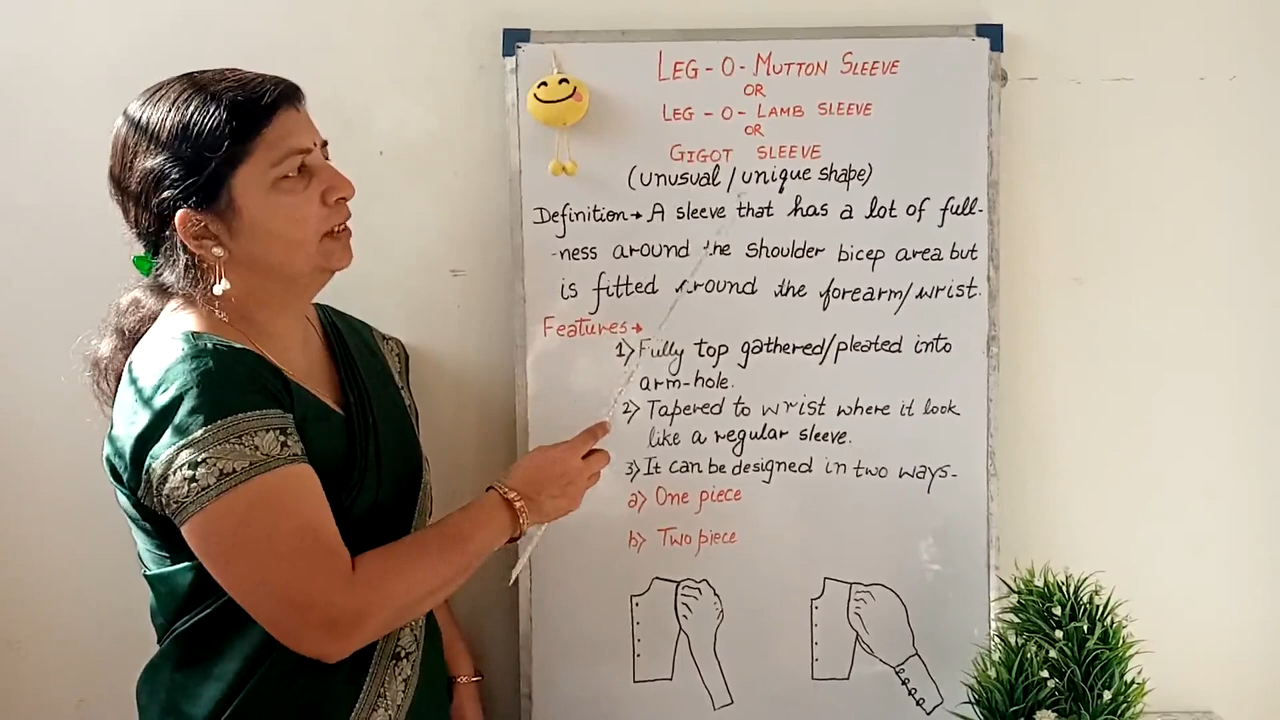 LEG-O-MUTTON SLEEVE
OR
LEG-O-LAMB SLEEVE
OR
GIGOT SLEEVE
(unusual/unique shape)
Definition→ A sleeve that has a lot of full-
-ness around the shoulder bicep area but
is fitted around the forearm/wrist.
Features→
1) Fully top gathered/pleated into
arm-hole.
2) Tapered to wrist where it look
like a regular sleeve.
3) It can be designed in two ways-
a) One piece
b) Two piece